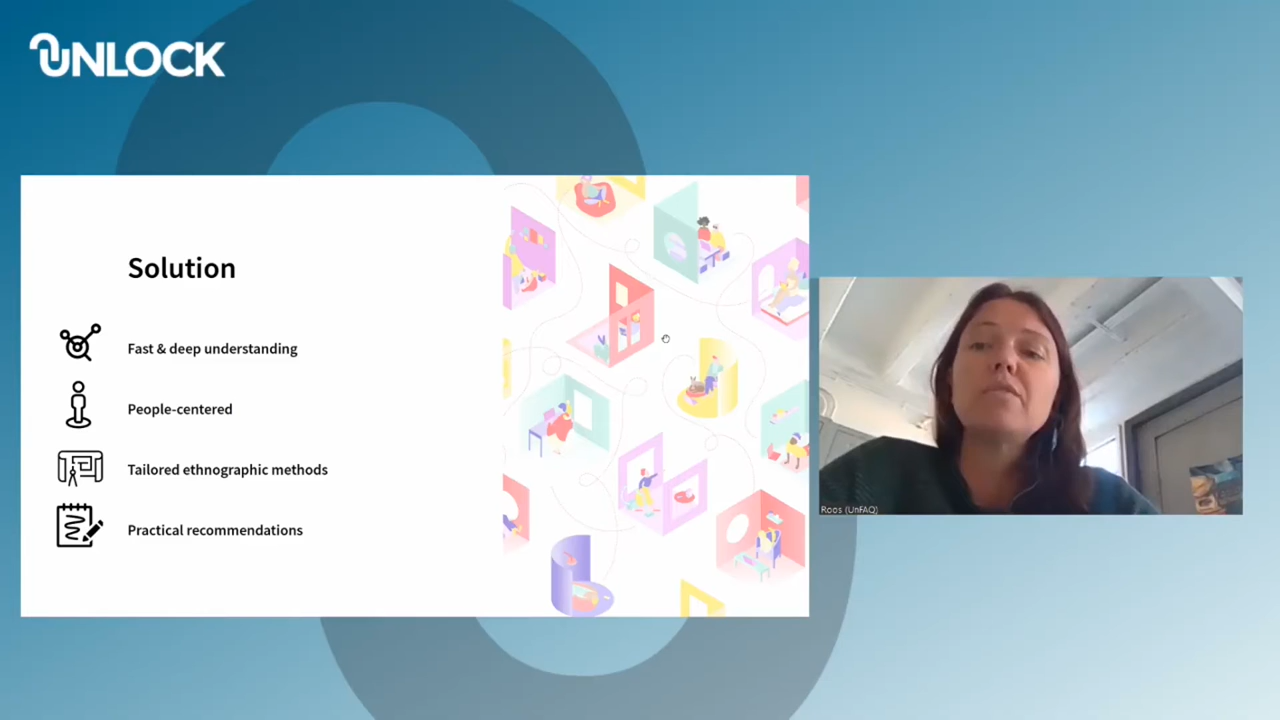 UNLOCK
Solution
Fast & deep understanding
People-centered
Tailored ethnographic methods
Practical recommendations
Roos (UnFAQ)